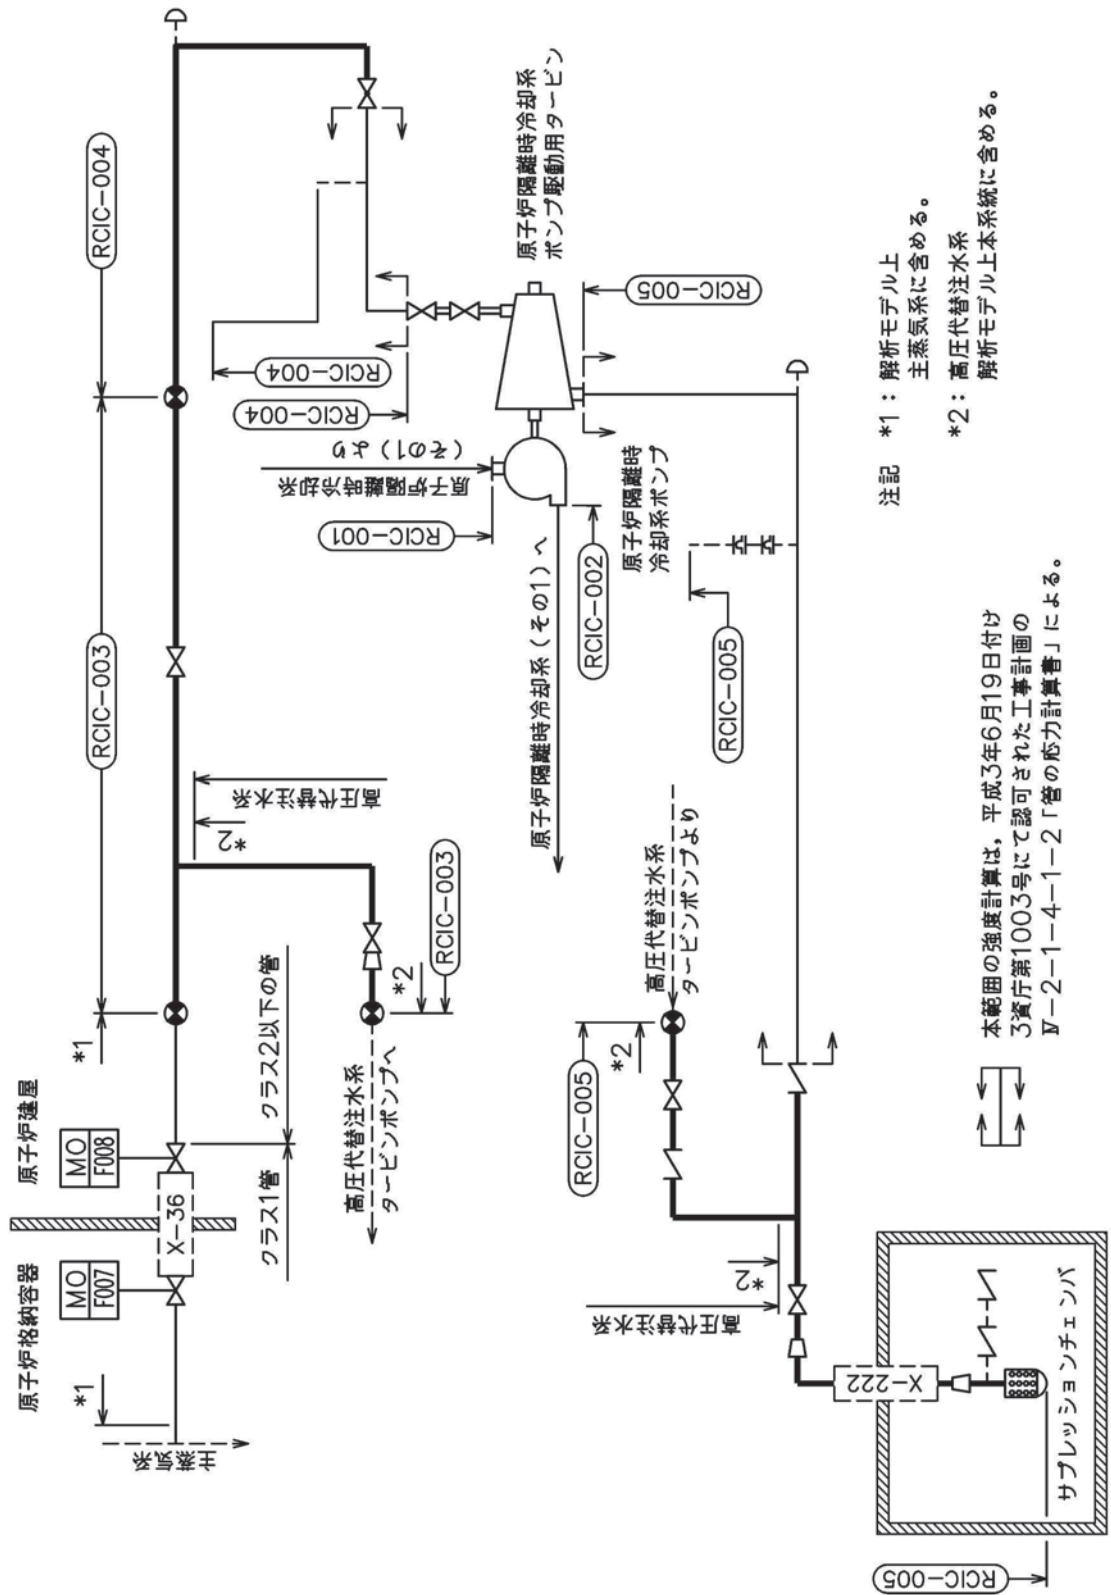 原子炉格納容器
原子炉建屋
MO
F007
MO
F008
X-36
*1
主蒸気系
クラス1管
クラス2以下の管
*1
RCIC-003
RCIC-004
高圧代替注水系
*2
高圧代替注水系
タービンポンプへ
*2
RCIC-003
RCIC-004
RCIC-004
原子炉隔離時冷却系
(その1)より
RCIC-001
原子炉隔離時冷却系
ポンプ駆動用タービン
RCIC-005
原子炉隔離時冷却系(その1)へ
RCIC-002
原子炉隔離時
冷却系ポンプ
RCIC-005
高圧代替注水系
タービンポンプより
RCIC-005
*2
高圧代替注水系
*2
X-222
サプレッションチェンバ
RCIC-005
本範囲の強度計算は,平成3年6月19日付け
3資庁第1003号にて認可された工事計画の
Ⅳ-2-1-4-1-2「管の応力計算書」による。
注記 *1:解析モデル上
主蒸気系に含める。
*2:高圧代替注水系
解析モデル上本系統に含める。